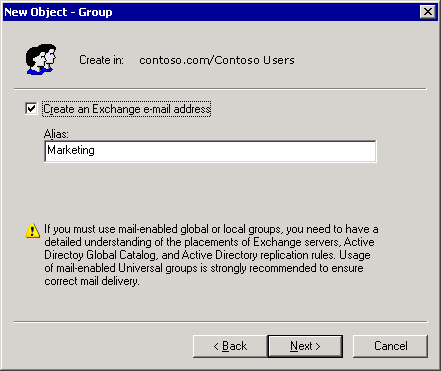 New Object - Group
Create in: contoso.com/Contoso Users
Create an Exchange e-mail address
Alias:
Marketing
If you must use mail-enabled global or local groups, you need to have a
detailed understanding of the placements of Exchange servers, Active
Directoy Global Catalog, and Active Directory replication rules. Usage
of mail-enabled Universal groups is strongly recommended to ensure
correct mail delivery.
< Back Next > Cancel